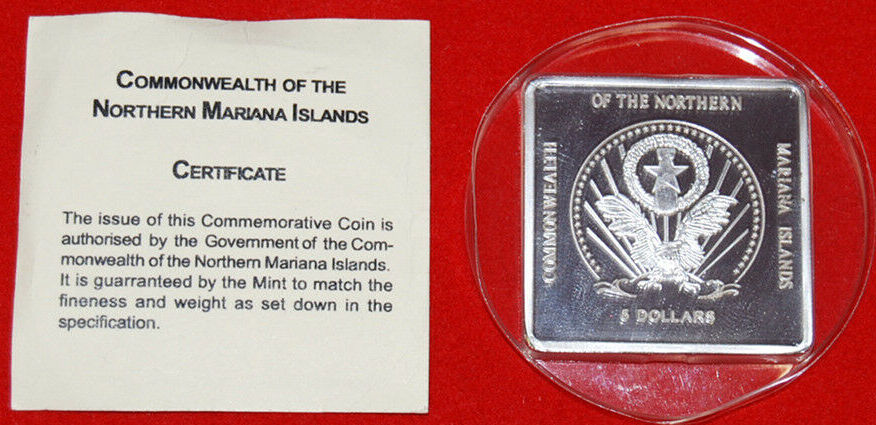 COMMONWEALTH OF THE
NORTHERN MARIANA ISLANDS
CERTIFICATE
The issue of this Commemorative Coin is
authorised by the Government of the Com-
monwealth of the Northern Mariana Islands.
It is guarranteed by the Mint to match the
fineness and weight as set down in the
specification.
COMMONWEALTH
OF THE NORTHERN
MARIANA ISLANDS
5 DOLLARS